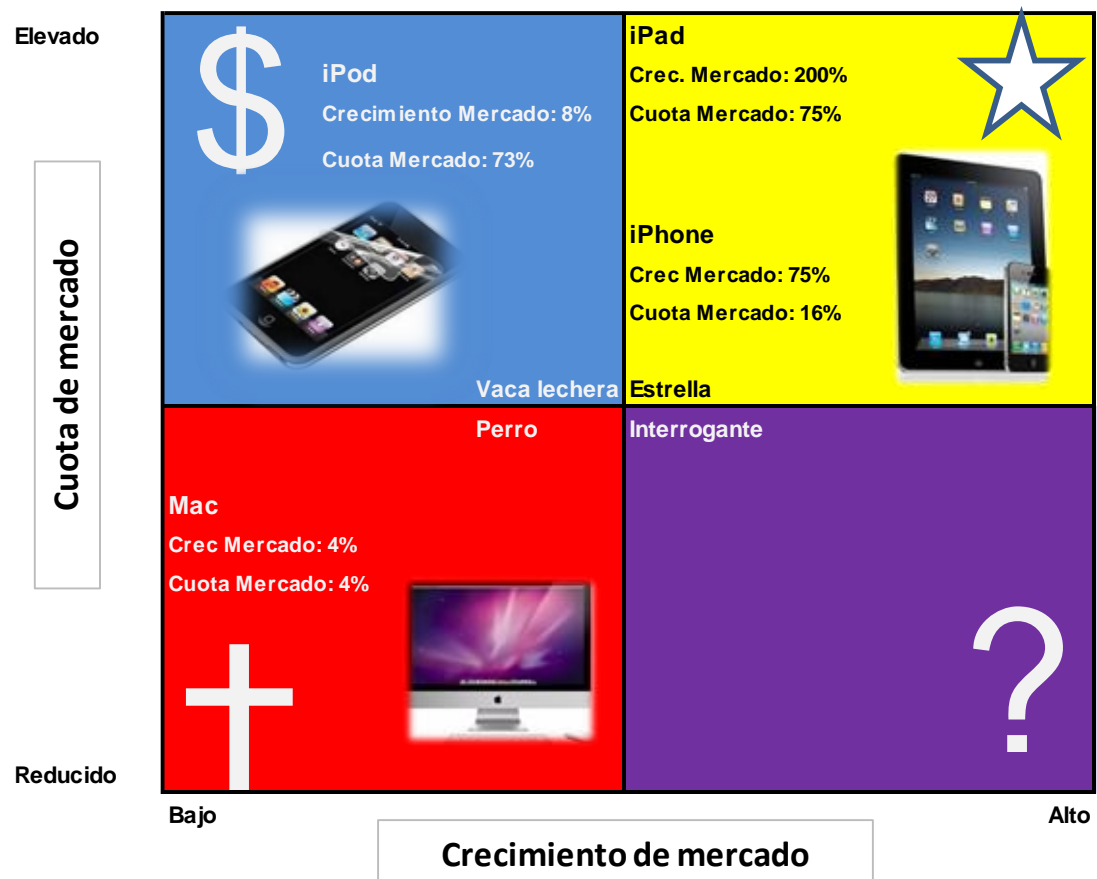 Elevado
$
iPod
Crecimiento Mercado: 8%
Cuota Mercado: 73%
Vaca lechera
iPad
Crec. Mercado: 200%
Cuota Mercado: 75%
iPhone
Crec Mercado: 75%
Cuota Mercado: 16%
Estrella
Cuota de mercado
Perro
Mac
Crec Mercado: 4%
Cuota Mercado: 4%
Interrogante
?
Reducido
Bajo
Alto
Crecimiento de mercado